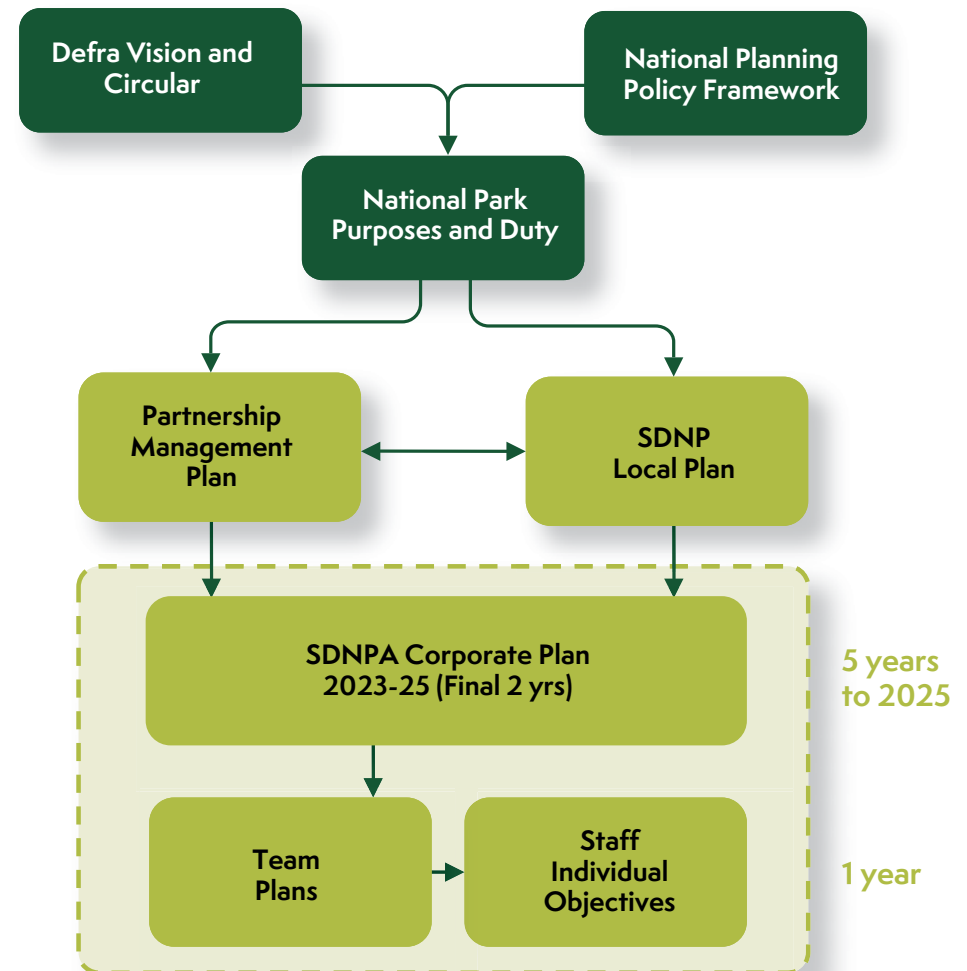 Defra Vision and
Circular
National Planning
Policy Framework
National Park
Purposes and Duty
Partnership
Management
Plan
SDNP
Local Plan
SDNPA Corporate Plan
2023-25 (Final 2 yrs)
5 years
to 2025
Team
Plans
Staff
Individual
Objectives
1 year